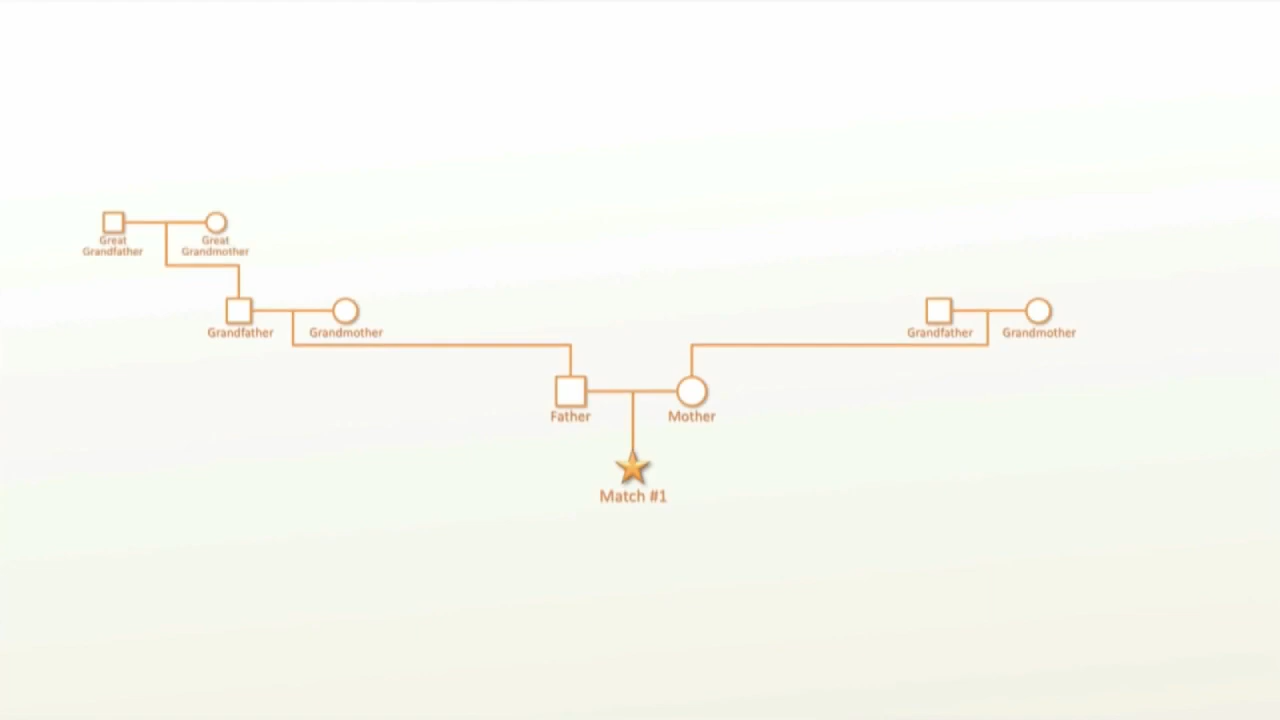 Great
Grandfather
Great
Grandmother
Grandfather
Grandmother
Grandfather
Grandmother
Father
Mother
Match #1